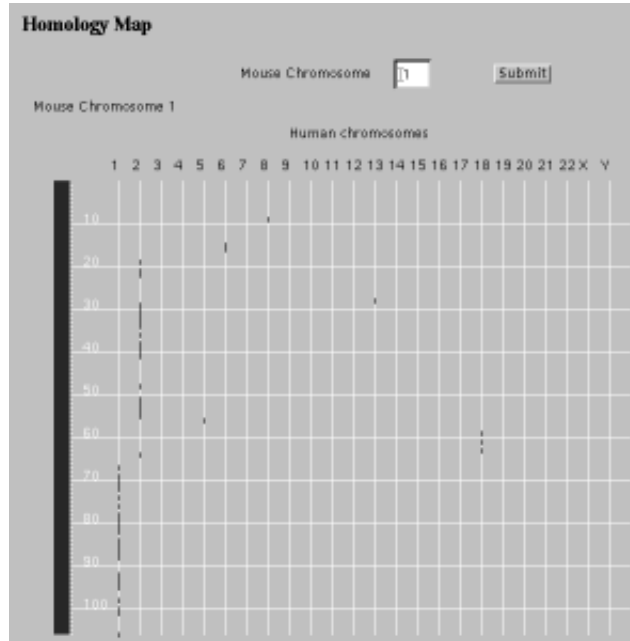 Homology Map
Mouse Chromosome 1 Submit
Mouse Chromosome 1
Human chromosomes
1 2 3 4 5 6 7 8 9 10 11 12 13 14 15 16 17 18 19 20 21 22 X Y
10
20
30
40
50
60
70
80
90
100